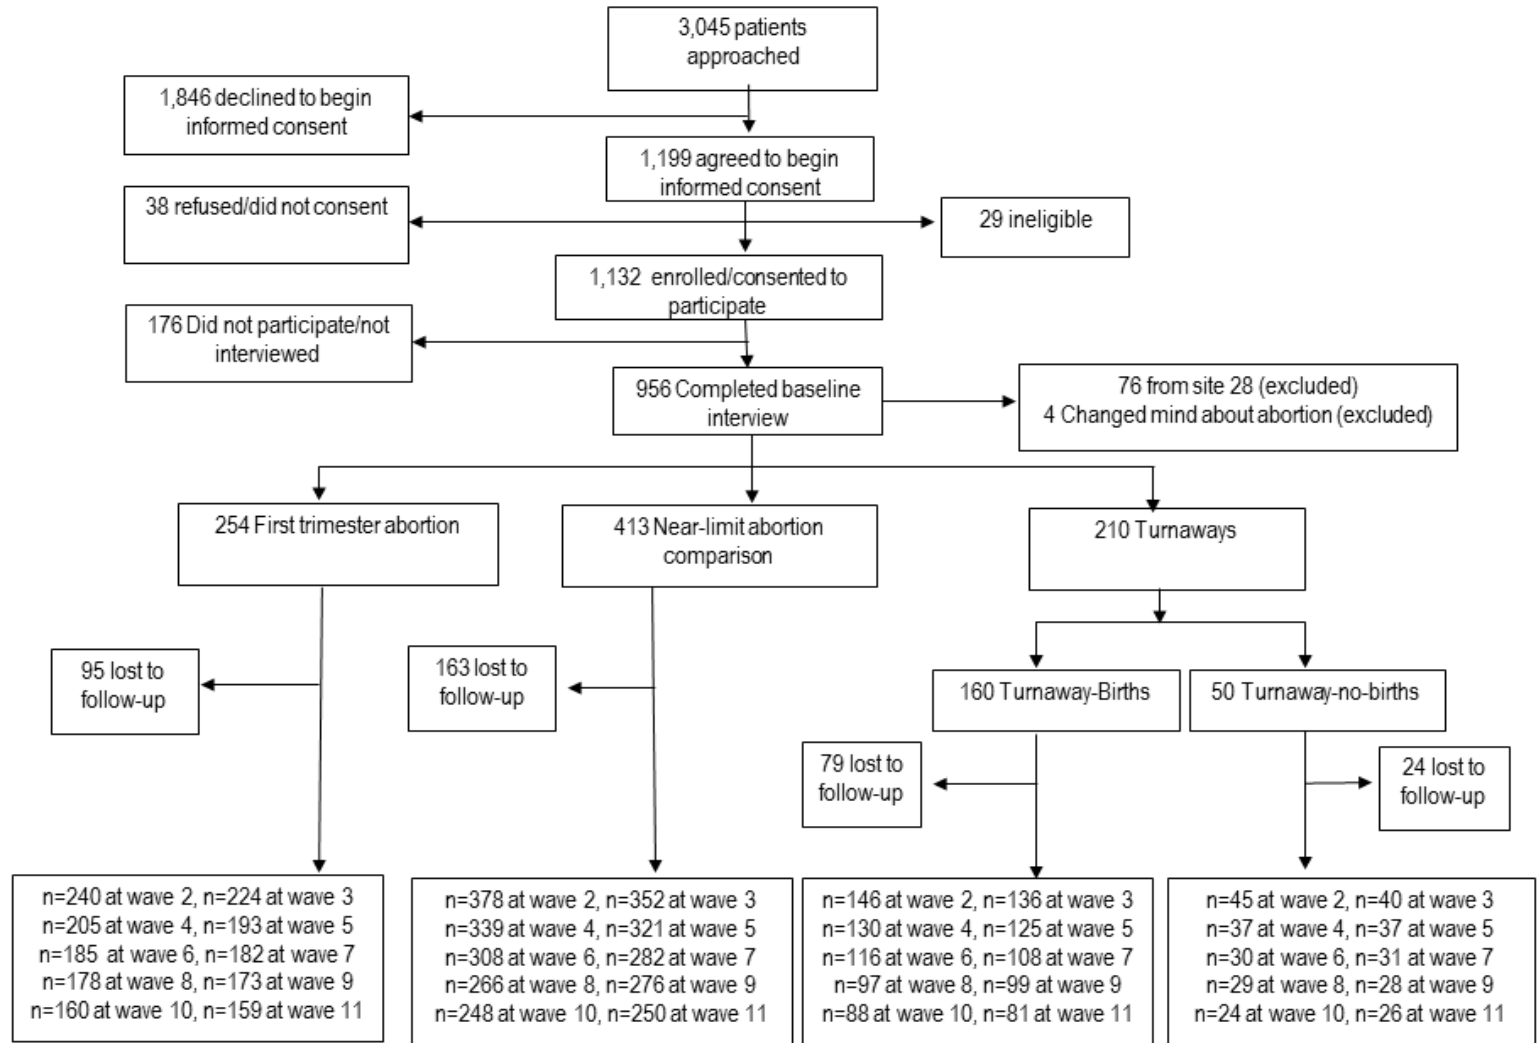 3,045 patients
approached
1,846 declined to begin
informed consent
1,199 agreed to begin
informed consent
38 refused/did not consent
29 ineligible
1,132 enrolled/consented to
participate
176 Did not participate/not
interviewed
956 Completed baseline
interview
76 from site 28 (excluded)
4 Changed mind about abortion (excluded)
254 First trimester abortion
413 Near-limit abortion
comparison
210 Turnaways
95 lost to
follow-up
163 lost to
follow-up
160 Turnaway-Births
50 Turnaway-no-births
79 lost to
follow-up
24 lost to
follow-up
n=240 at wave 2, n=224 at wave 3
n=205 at wave 4, n=193 at wave 5
n=185 at wave 6, n=182 at wave 7
n=178 at wave 8, n=173 at wave 9
n=160 at wave 10, n=159 at wave 11
n=378 at wave 2, n=352 at wave 3
n=339 at wave 4, n=321 at wave 5
n=308 at wave 6, n=282 at wave 7
n=266 at wave 8, n=276 at wave 9
n=248 at wave 10, n=250 at wave 11
n=146 at wave 2, n=136 at wave 3
n=130 at wave 4, n=125 at wave 5
n=116 at wave 6, n=108 at wave 7
n=97 at wave 8, n=99 at wave 9
n=88 at wave 10, n=81 at wave 11
n=45 at wave 2, n=40 at wave 3
n=37 at wave 4, n=37 at wave 5
n=30 at wave 6, n=31 at wave 7
n=29 at wave 8, n=28 at wave 9
n=24 at wave 10, n=26 at wave 11